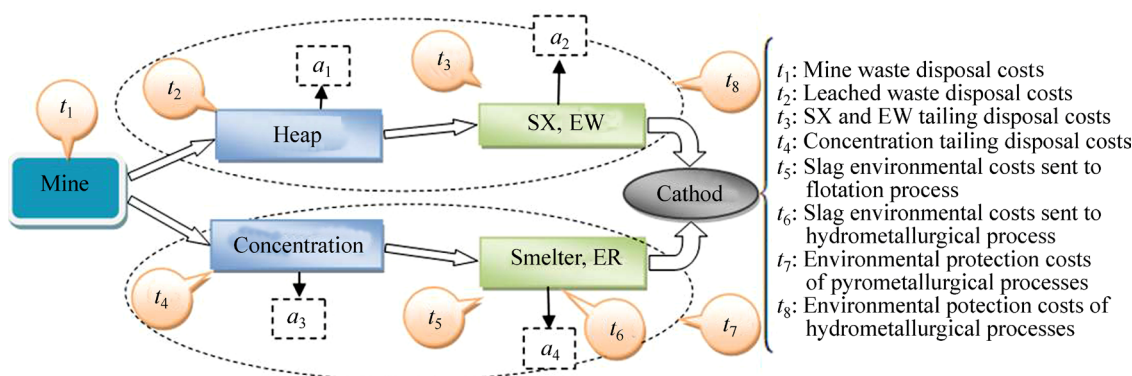 t1
t2
a1
t3
a2
t8
Heap
SX, EW
Mine
Cathod
Concentration
Smelter, ER
t4
a3
t5
a4
t6
t7
t1: Mine waste disposal costs
t2: Leached waste disposal costs
t3: SX and EW tailing disposal costs
t4: Concentration tailing disposal costs
t5: Slag environmental costs sent to
flotation process
t6: Slag environmental costs sent to
hydrometallurgical process
t7: Environmental protection costs
of pyrometallurgical processes
t8: Environmental potection costs of
hydrometallurgical processes